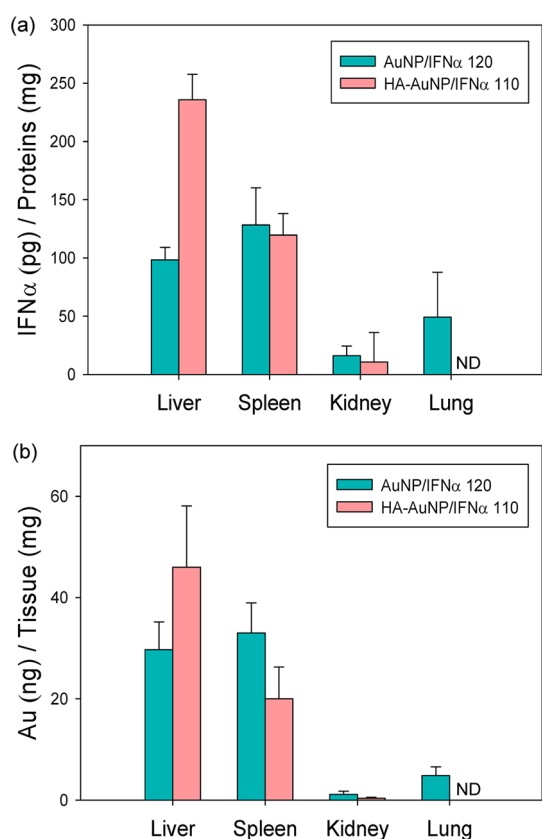 (a)
300
250
200
150
100
50
0
IFNα (pg) / Proteins (mg)
AuNP/IFNα 120
HA-AuNP/IFNα 110
ND
Liver Spleen Kidney Lung
(b)
60
40
20
0
Au (ng) / Tissue (mg)
AuNP/IFNα 120
HA-AuNP/IFNα 110
ND
Liver Spleen Kidney Lung